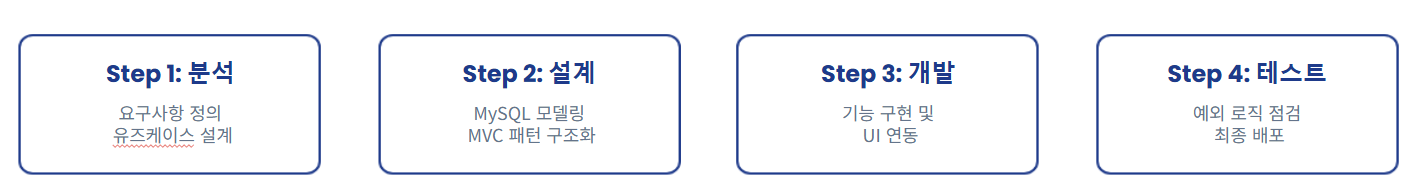 Step 1: 분석
요구사항 정의
유즈케이스 설계
Step 2: 설계
MySQL 모델링
MVC 패턴 구조화
Step 3: 개발
기능 구현 및
UI 연동
Step 4: 테스트
예외 로직 점검
최종 배포